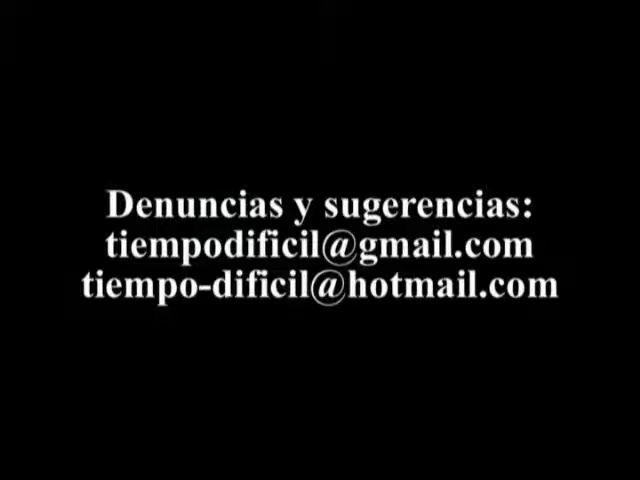 Denuncias y sugerencias:
tiempodificil@gmail.com
tiempo-dificil@hotmail.com